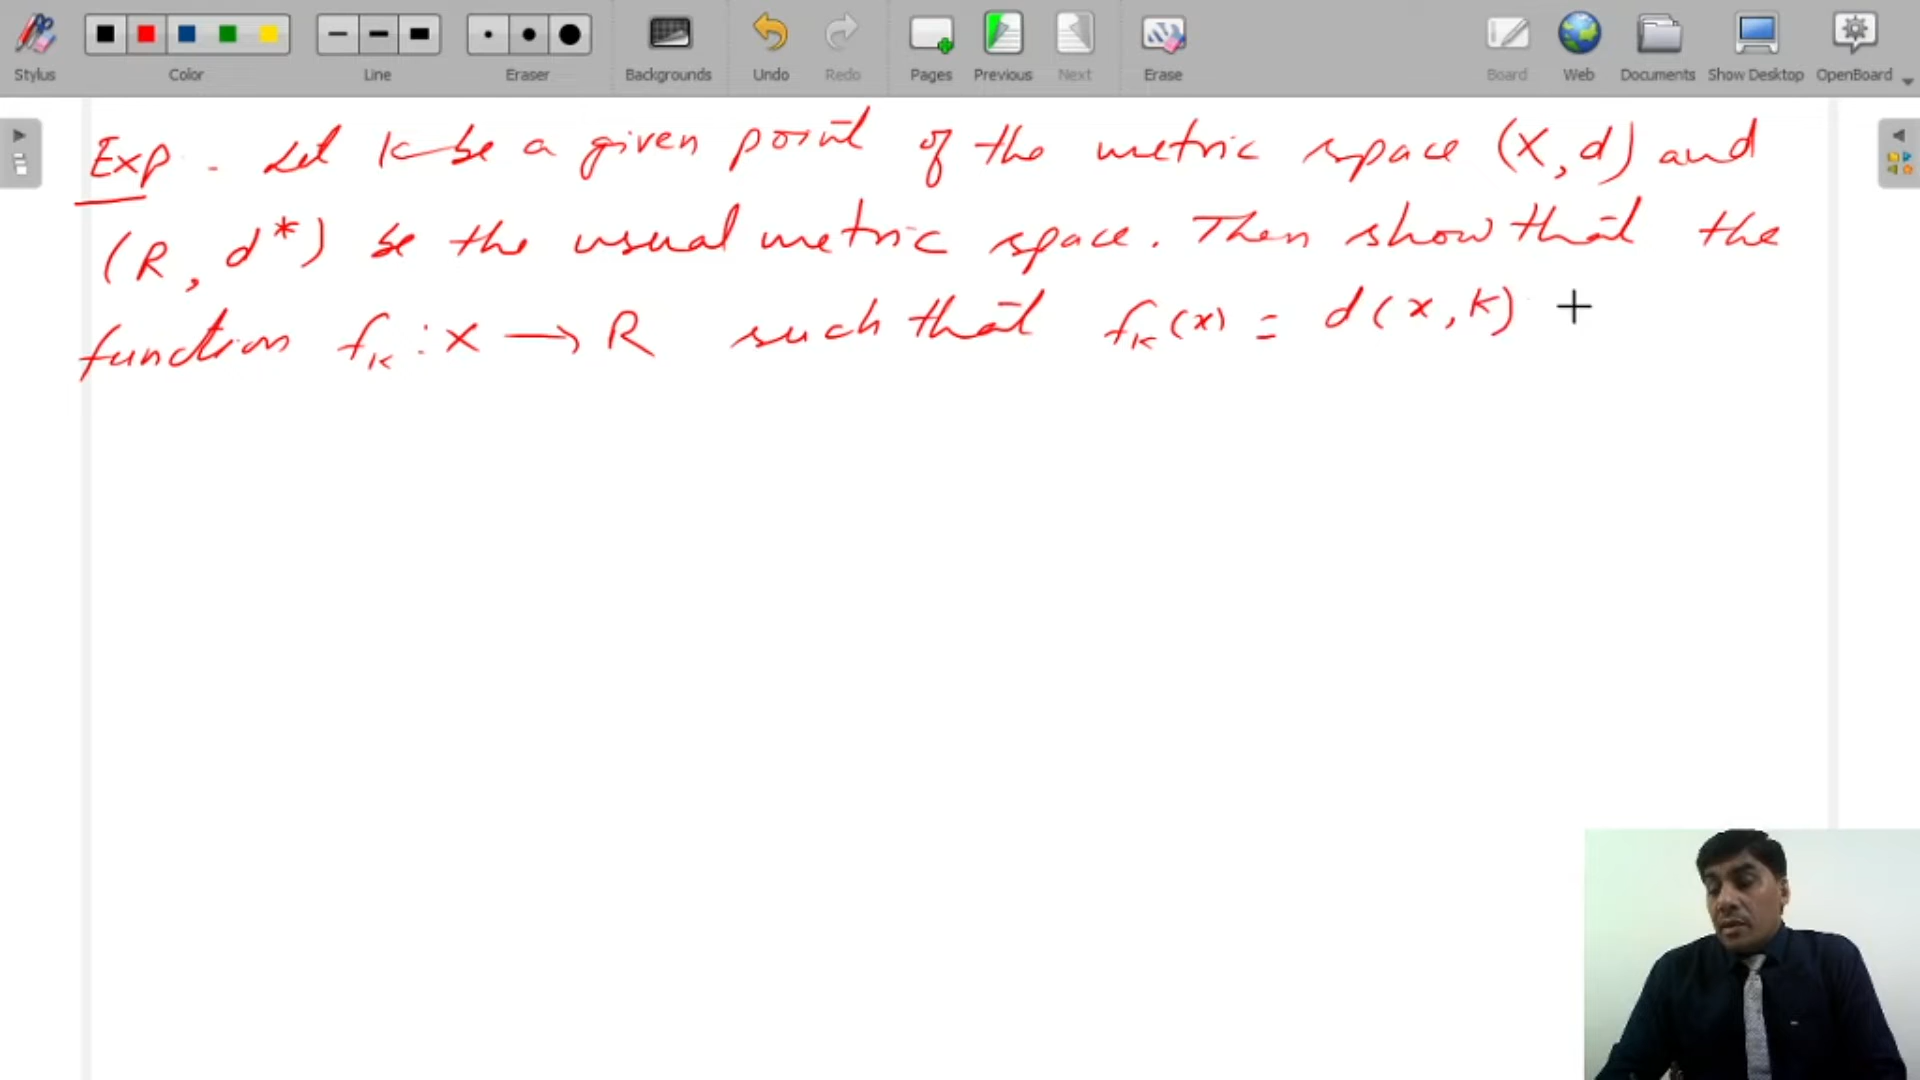 Stylus Color Line Eraser Backgrounds Undo Redo Pages Previous Next Erase Board Web Documents Show Desktop OpenBoard
Exp. Let k be a given point of the metric space (X, d) and
(R, d*) be the usual metric space. Then show that the
function fₖ : X → R such that fₖ(x) = d(x, k)